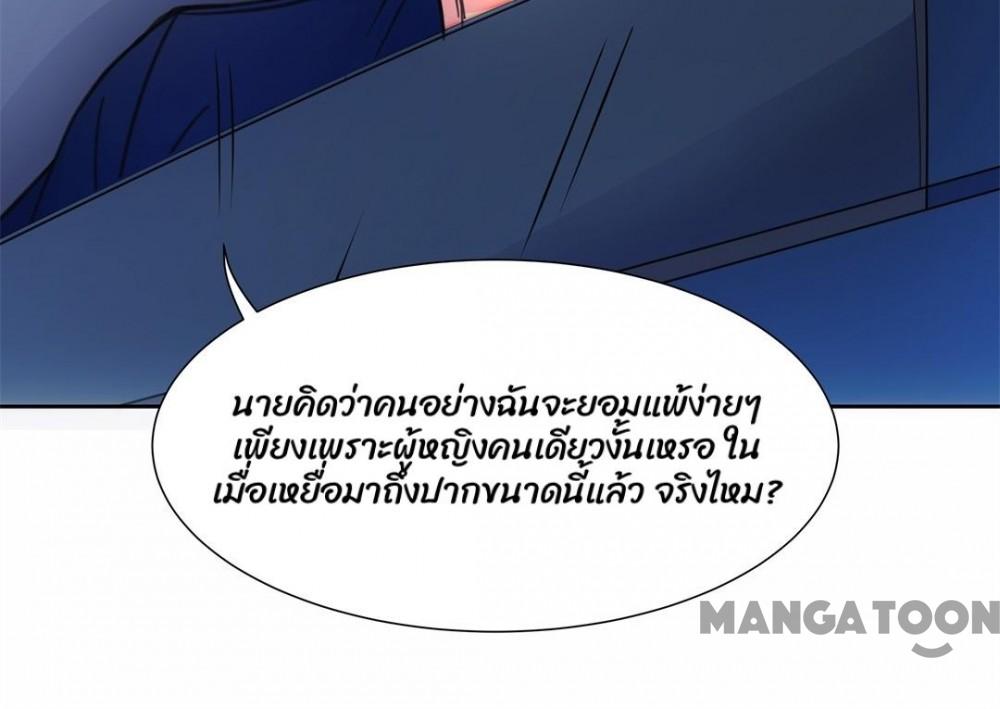 นายคิดว่าคนอย่างฉันจะยอมแพ้ง่ายๆ
เพียงเพราะผู้หญิงคนเดียวงั้นเหรอ ใน
เมื่อเหยื่อมาถึงปากขนาดนี้แล้ว จริงไหม?
MANGATOON